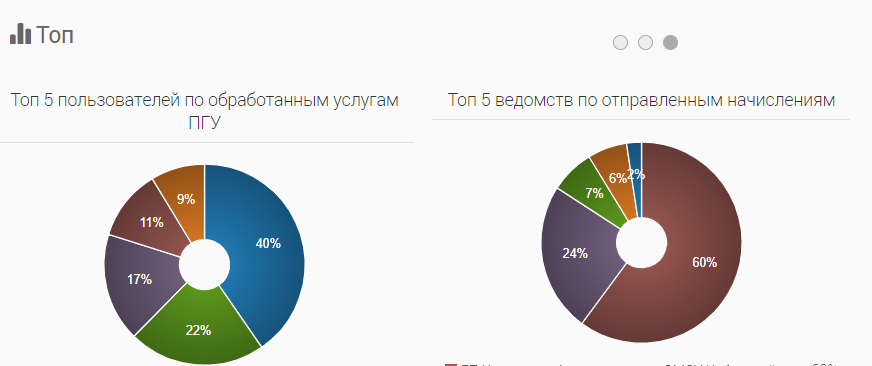 Топ
Топ 5 пользователей по обработанным услугам
ПГУ
9%
11%
40%
17%
22%
Топ 5 ведомств по отправленным начислениям
2%
6%
7%
24%
60%